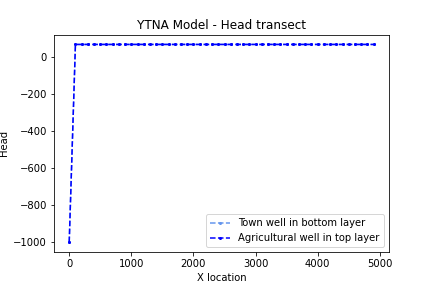 YTNA Model - Head transect
0
−200
−400
−600
−800
−1000
Head
Town well in bottom layer
Agricultural well in top layer
0 1000 2000 3000 4000 5000
X location